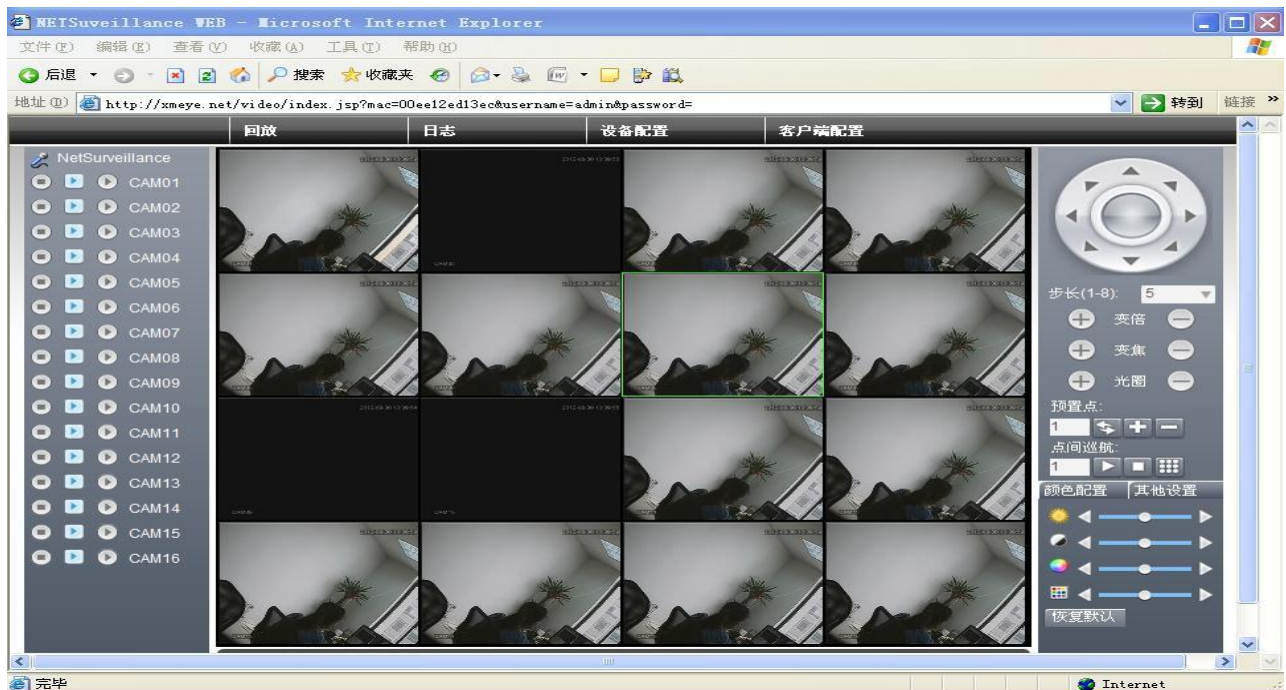 NETSuveillance WEB - Microsoft Internet Explorer
文件(F) 编辑(E) 查看(V) 收藏(A) 工具(T) 帮助(H)
后退 搜索 收藏夹
地址(D) http://xmeye.net/video/index.jsp?mac=00ee12c413ec&username=admin&password= 转到 链接 »
回放 日志 设备配置 客户端配置
NetSurveillance
CAM01
CAM02
CAM03
CAM04
CAM05
CAM06
CAM07
CAM08
CAM09
CAM10
CAM11
CAM12
CAM13
CAM14
CAM15
CAM16
步长(1-8): 5
变倍
变焦
光圈
预置点:
1
点间巡航:
1
颜色配置 其他设置
恢复默认
完毕 Internet